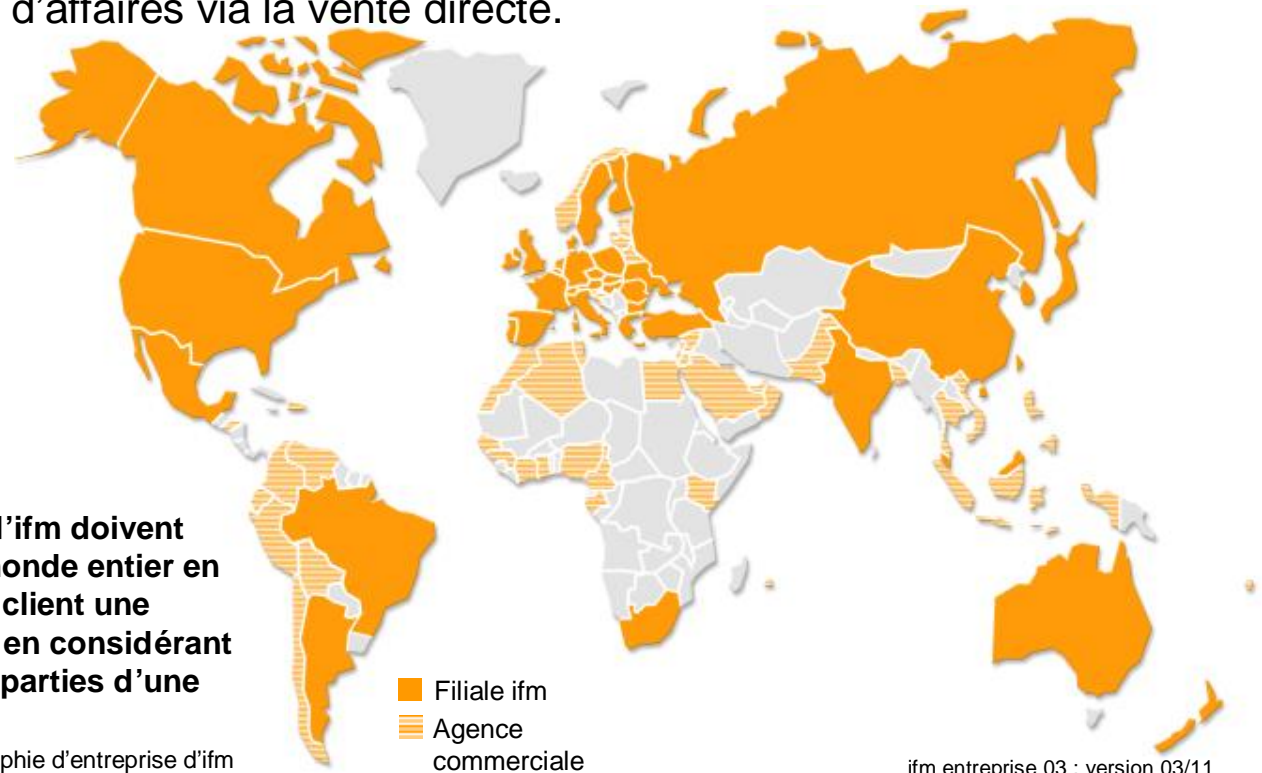 d'affaires via la vente directe.
d'ifm doivent
monde entier en
client une
en considérant
parties d'une
phie d'entreprise d'ifm
Filiale ifm
Agence
commerciale
ifm entreprise 03 : version 03/11